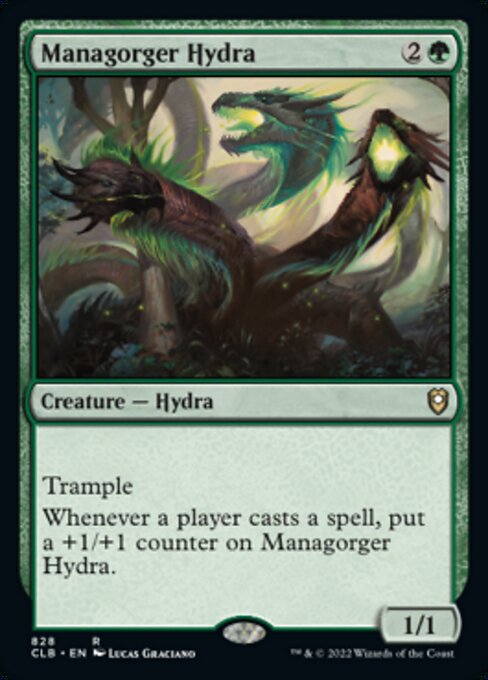 Managorger Hydra 2
Creature — Hydra
Trample
Whenever a player casts a spell, put
a +1/+1 counter on Managorger
Hydra.
1/1
828 R
CLB • EN Lucas Graciano
™ & © 2022 Wizards of the Coast